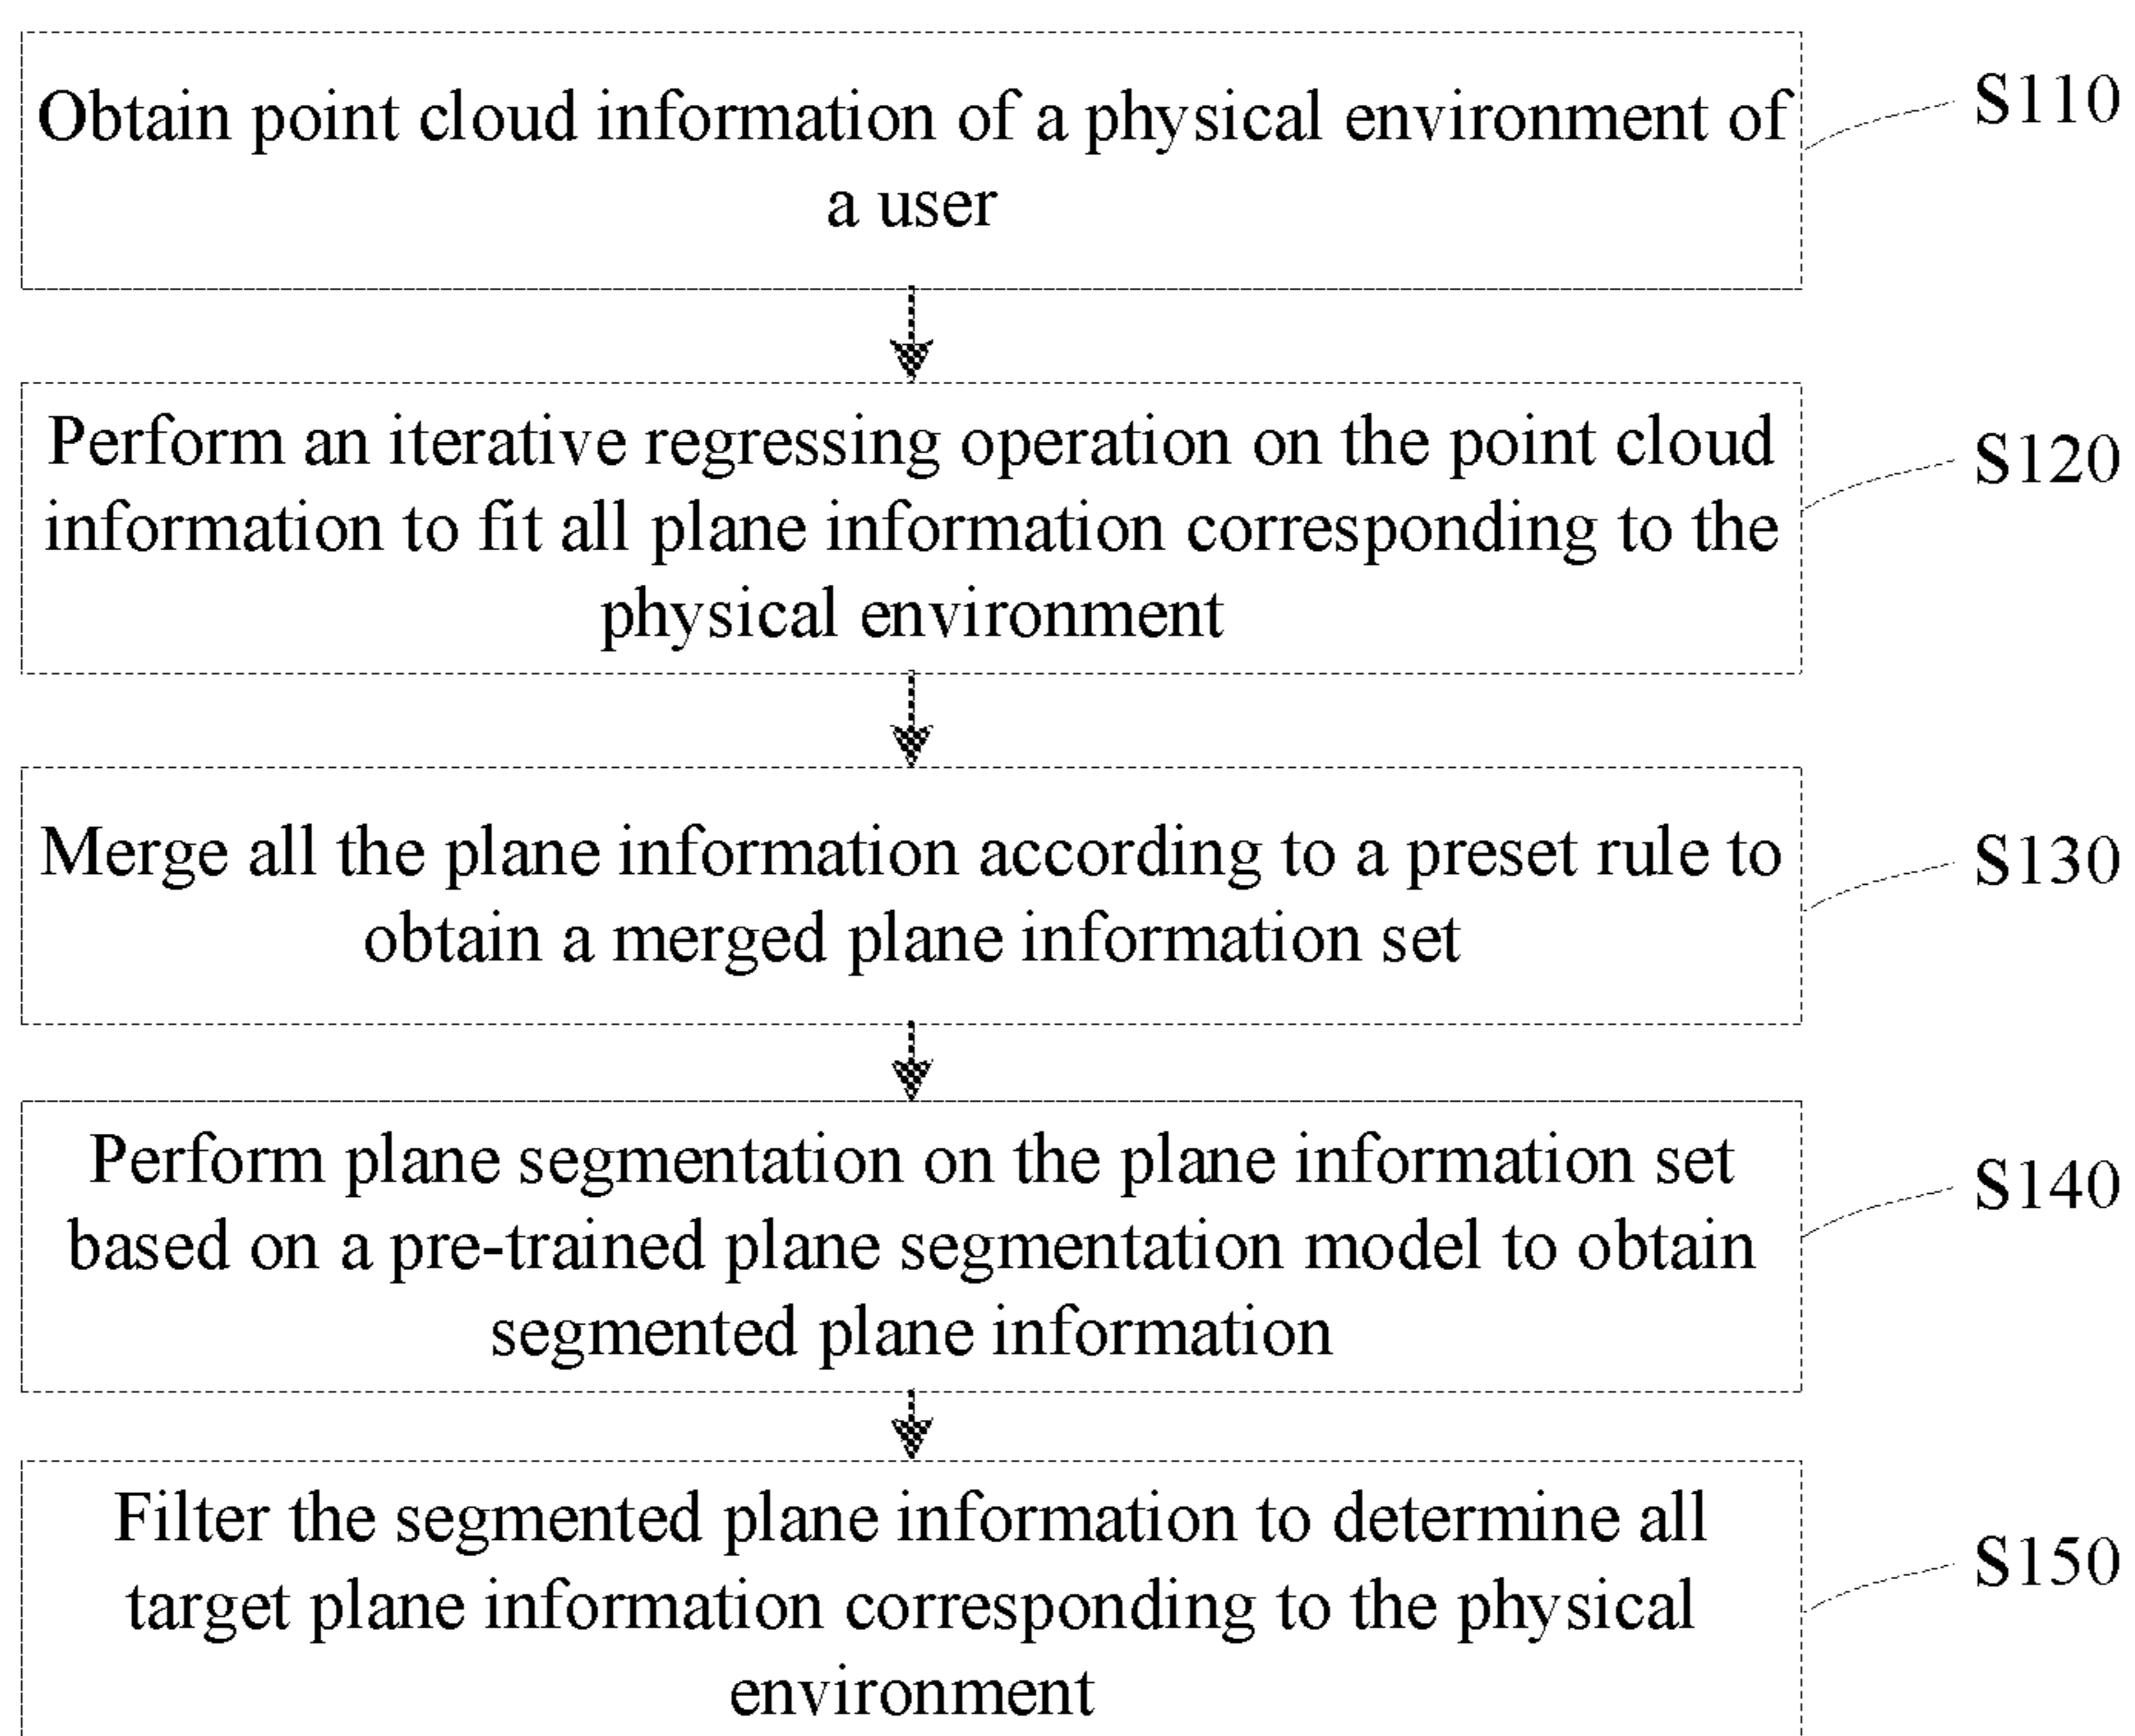 Obtain point cloud information of a physical environment of
a user
S110
Perform an iterative regressing operation on the point cloud
information to fit all plane information corresponding to the
physical environment
S120
Merge all the plane information according to a preset rule to
obtain a merged plane information set
S130
Perform plane segmentation on the plane information set
based on a pre-trained plane segmentation model to obtain
segmented plane information
S140
Filter the segmented plane information to determine all
target plane information corresponding to the physical
environment
S150